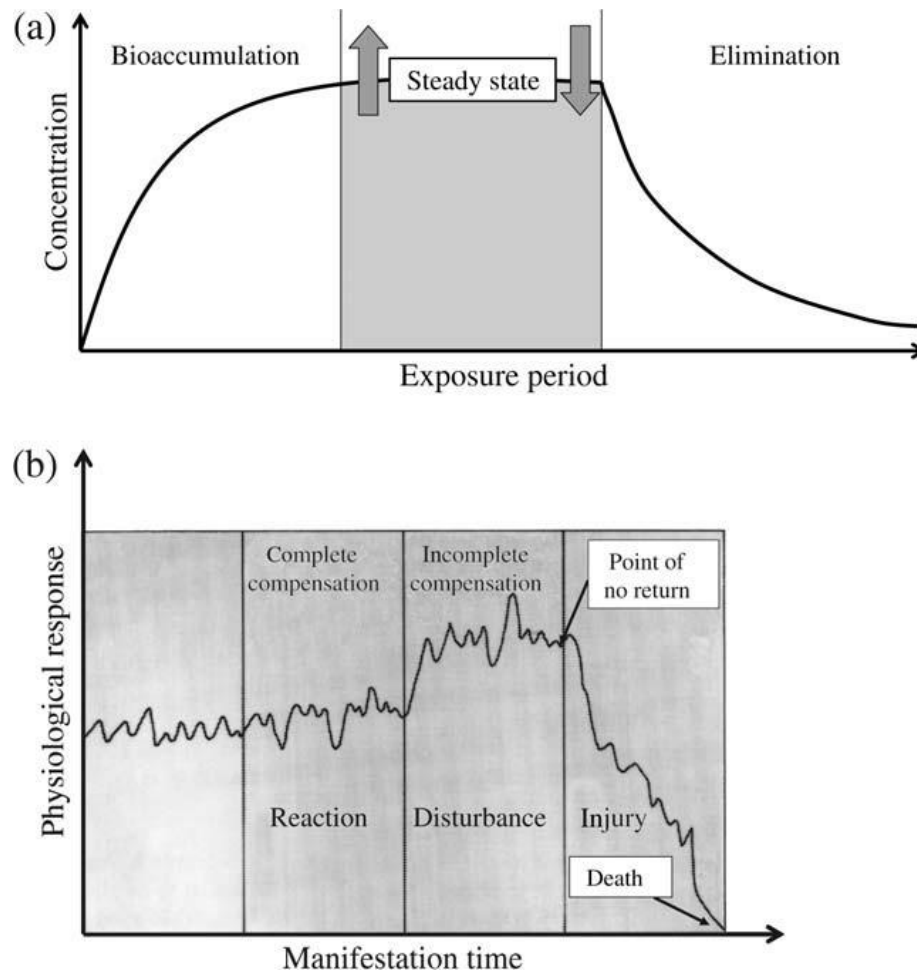 (a)
Bioaccumulation
Steady state
Elimination
Concentration
Exposure period
(b)
Complete
compensation
Incomplete
compensation
Point of
no return
Physiological response
Reaction
Disturbance
Injury
Death
Manifestation time